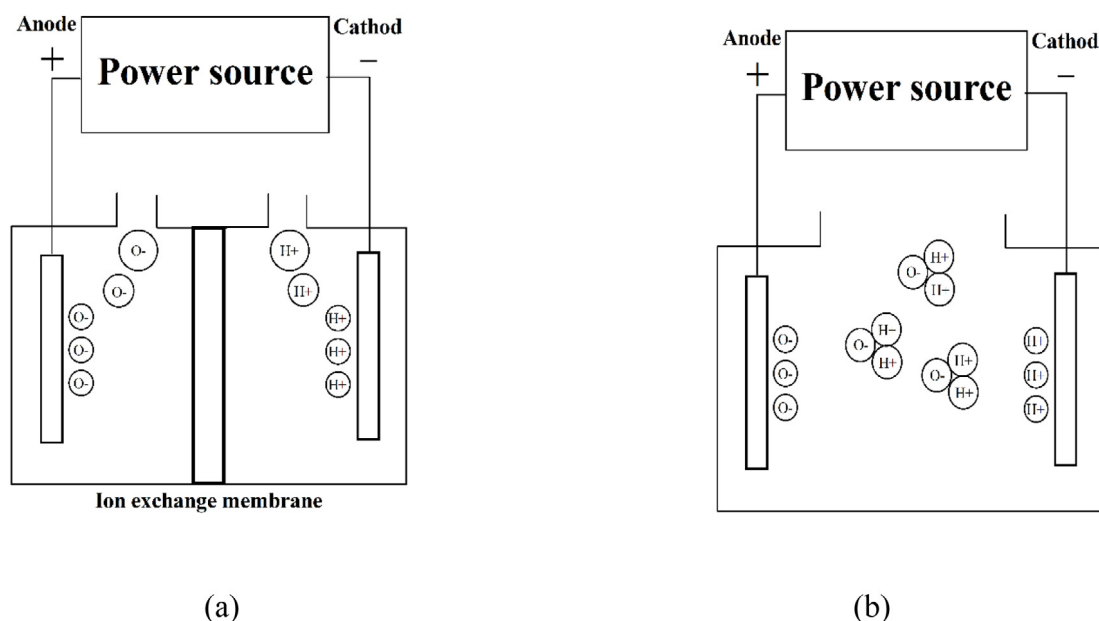 Anode
Cathod
+
−
Power source
O-
H+
O-
H+
O-
H+
O-
H+
O-
H+
Ion exchange membrane
(a)
Anode
Cathod
+
−
Power source
H+
O-
H−
H−
O-
H+
H+
O-
H+
O-
H+
O-
H+
O-
H+
(b)